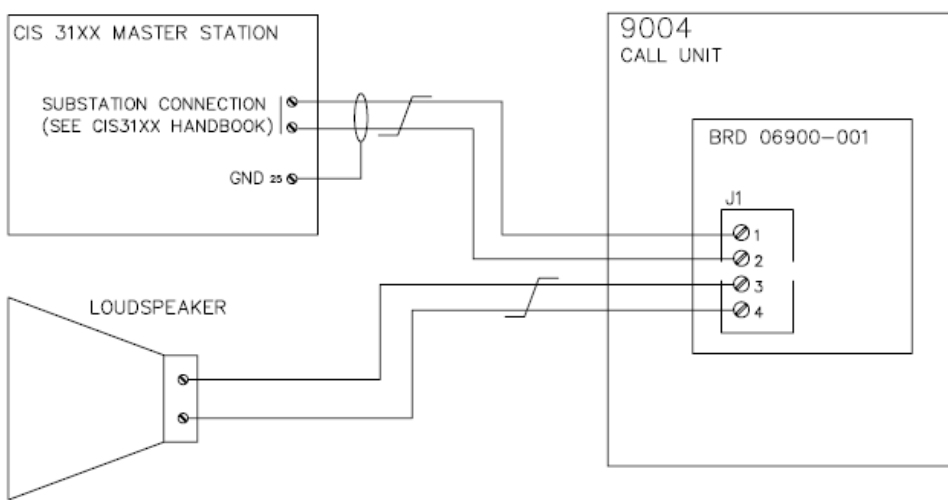 CIS 31XX MASTER STATION
SUBSTATION CONNECTION
(SEE CIS31XX HANDBOOK)
GND 25
LOUDSPEAKER
9004
CALL UNIT
BRD 06900-001
J1
1
2
3
4